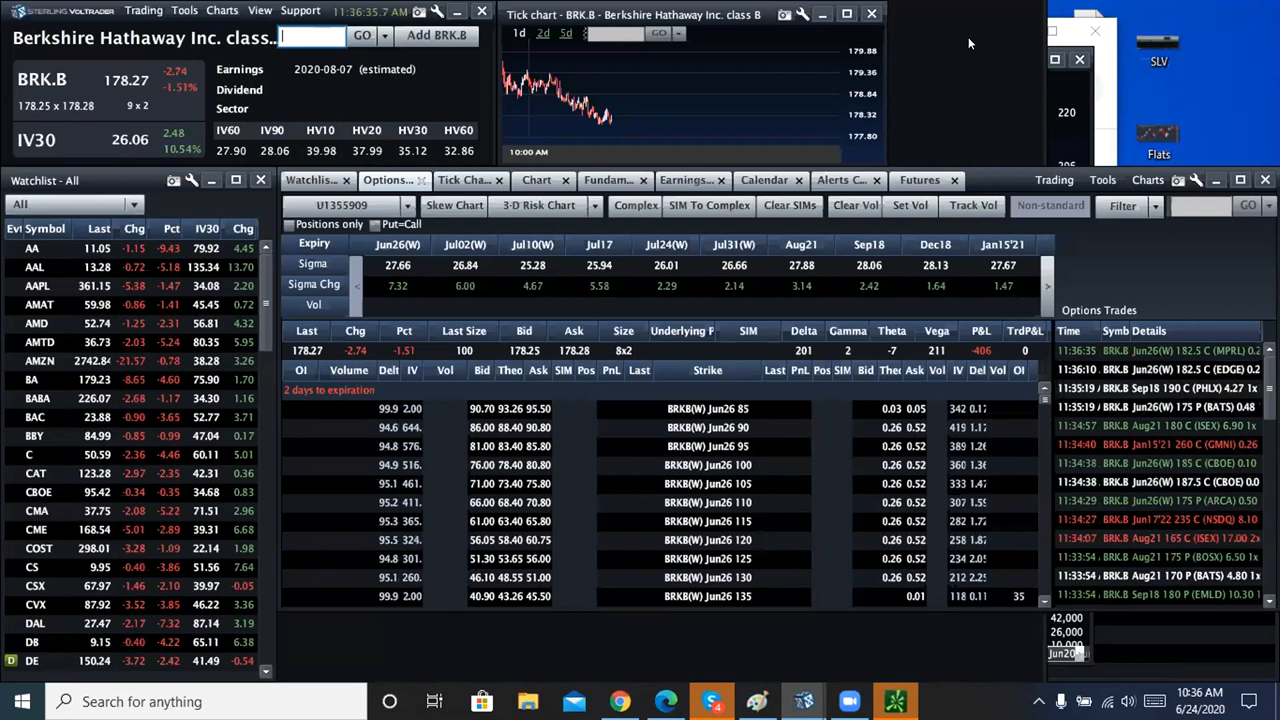 STERLING VOLTRADER Trading Tools Charts View Support 11:36:35.7 AM
Berkshire Hathaway Inc. class.. GO Add BRK.B
BRK.B 178.27 -2.74 -1.51%
178.25 x 178.28 9 x 2
IV30 26.06 2.48 10.54%
Earnings 2020-08-07 (estimated)
Dividend
Sector
IV60 IV90 HV10 HV20 HV30 HV60
27.90 28.06 39.98 37.99 35.12 32.86
Tick chart - BRK.B - Berkshire Hathaway Inc. class B
1d 2d 5d GO
179.88
179.36
178.84
178.32
177.80
10:00 AM
220
SLV
Flats
Watchlist - All
All
Symbol Last Chg Pct IV30 Chg
AA 11.05 -1.15 -9.43 79.92 4.45
AAL 13.28 -0.72 -5.18 135.34 13.70
AAPL 361.15 -5.38 -1.47 34.08 2.20
AMAT 59.98 -0.86 -1.41 45.45 0.72
AMD 52.74 -1.25 -2.31 56.81 4.32
AMTD 36.73 -2.03 -5.24 80.35 5.95
AMZN 2742.84 -21.57 -0.78 38.28 3.26
BA 179.23 -8.65 -4.60 75.90 1.70
BABA 226.07 -2.68 -1.17 34.30 1.16
BAC 23.88 -0.90 -3.65 52.77 3.71
BBY 84.99 -0.85 -0.99 47.04 0.17
C 50.59 -2.36 -4.46 60.11 5.01
CAT 123.28 -2.97 -2.35 42.31 0.36
CBOE 95.42 -0.34 -0.35 34.68 0.83
CMA 37.75 -2.08 -5.22 71.51 2.96
CME 168.54 -5.01 -2.89 39.31 6.68
COST 298.01 -3.28 -1.09 22.14 1.98
CS 9.95 -0.40 -3.86 51.56 7.64
CSX 67.97 -1.46 -2.10 39.97 -0.05
CVX 87.92 -3.52 -3.85 46.22 3.36
DAL 27.47 -2.17 -7.32 87.14 3.19
DB 9.15 -0.40 -4.22 65.11 6.38
D DE 150.24 -3.72 -2.42 41.49 -0.54
Watchlis... Options... Tick Cha... Chart Fundam... Earnings... Calendar Alerts C... Futures Trading Tools Charts
U1355909 Skew Chart 3-D Risk Chart Complex SIM To Complex Clear SIMs Clear Vol Set Vol Track Vol Non-standard Filter GO
Positions only Put=Call
Expiry Jun26(W) Jul02(W) Jul10(W) Jul17 Jul24(W) Jul31(W) Aug21 Sep18 Dec18 Jan15'21
Sigma 27.66 26.84 25.28 25.94 26.01 26.66 27.88 28.06 28.13 27.67
Sigma Chg 7.32 6.00 4.67 5.58 2.29 2.14 3.14 2.42 1.64 1.47
Vol
Last Chg Pct Last Size Bid Ask Size Underlying F SIM Delta Gamma Theta Vega P&L TrdP&L
178.27 -2.74 -1.51 100 178.25 178.28 8x2 201 2 -7 211 -406 0
OI Volume Delt IV Vol Bid Theo Ask SIM Pos PnL Last Strike Last PnL Pos SIM Bid Theo Ask Vol IV Del Vol OI
2 days to expiration
99.9 2.00 90.70 93.26 95.50 BRKB(W) Jun26 85 0.03 0.05 342 0.17
94.6 644. 86.00 88.40 90.80 BRKB(W) Jun26 90 0.26 0.52 419 1.17
94.8 576. 81.00 83.40 85.80 BRKB(W) Jun26 95 0.26 0.52 389 1.26
94.9 516. 76.00 78.40 80.80 BRKB(W) Jun26 100 0.26 0.52 360 1.36
95.1 461. 71.00 73.40 75.80 BRKB(W) Jun26 105 0.26 0.52 333 1.47
95.2 411. 66.00 68.40 70.80 BRKB(W) Jun26 110 0.26 0.52 307 1.59
95.3 365. 61.00 63.40 65.80 BRKB(W) Jun26 115 0.26 0.52 282 1.72
95.5 324. 56.05 58.40 60.75 BRKB(W) Jun26 120 0.26 0.52 258 1.87
94.8 301. 51.30 53.65 56.00 BRKB(W) Jun26 125 0.26 0.52 234 2.05
95.1 260. 46.10 48.55 51.00 BRKB(W) Jun26 130 0.26 0.52 212 2.25
99.9 2.00 40.90 43.26 45.50 BRKB(W) Jun26 135 0.01 118 0.11 35
Options Trades
Time Symb Details
11:36:35 BRK.B Jun26(W) 182.5 C (MPRL) 0.2
11:36:10 BRK.B Jun26(W) 182.5 C (EDGE) 0.2
11:35:19 BRK.B Sep18 190 C (PHLX) 4.27 1x
11:35:19 BRK.B Jun26(W) 175 P (BATS) 0.48
11:34:57 BRK.B Aug21 180 C (ISEX) 6.90 1x
11:34:40 BRK.B Jan15'21 260 C (GMNI) 0.26
11:34:38 BRK.B Jun26(W) 185 C (CBOE) 0.10
11:34:38 BRK.B Jun26(W) 187.5 C (CBOE) 0.0
11:34:29 BRK.B Jun26(W) 175 P (ARCA) 0.50
11:34:27 BRK.B Jun17'22 235 C (NSDQ) 8.10
11:34:07 BRK.B Aug21 165 C (ISEX) 17.00 2x
11:33:54 BRK.B Aug21 175 P (BOSX) 6.50 1x
11:33:54 BRK.B Aug21 170 P (BATS) 4.80 1x
11:33:54 BRK.B Sep18 180 P (EMLD) 10.30
42,000
26,000
10,000
Jun20
Search for anything
10:36 AM
6/24/2020